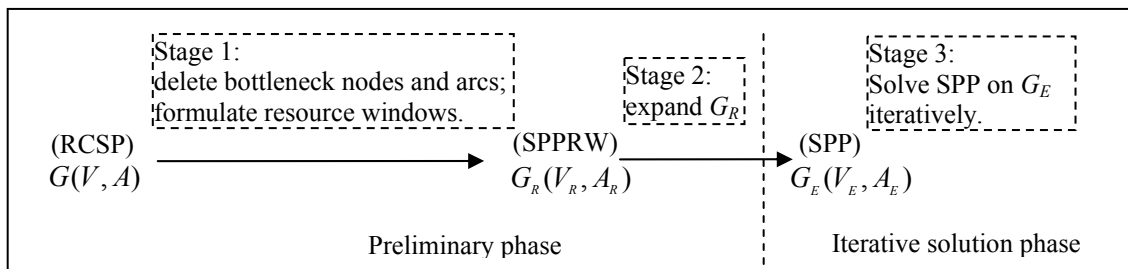 Stage 1:
delete bottleneck nodes and arcs;
formulate resource windows.
Stage 2:
expand G_R
Stage 3:
Solve SPP on G_E
iteratively.
(RCSP)
G(V, A)
(SPPRW)
G_R(V_R, A_R)
(SPP)
G_E(V_E, A_E)
Preliminary phase
Iterative solution phase